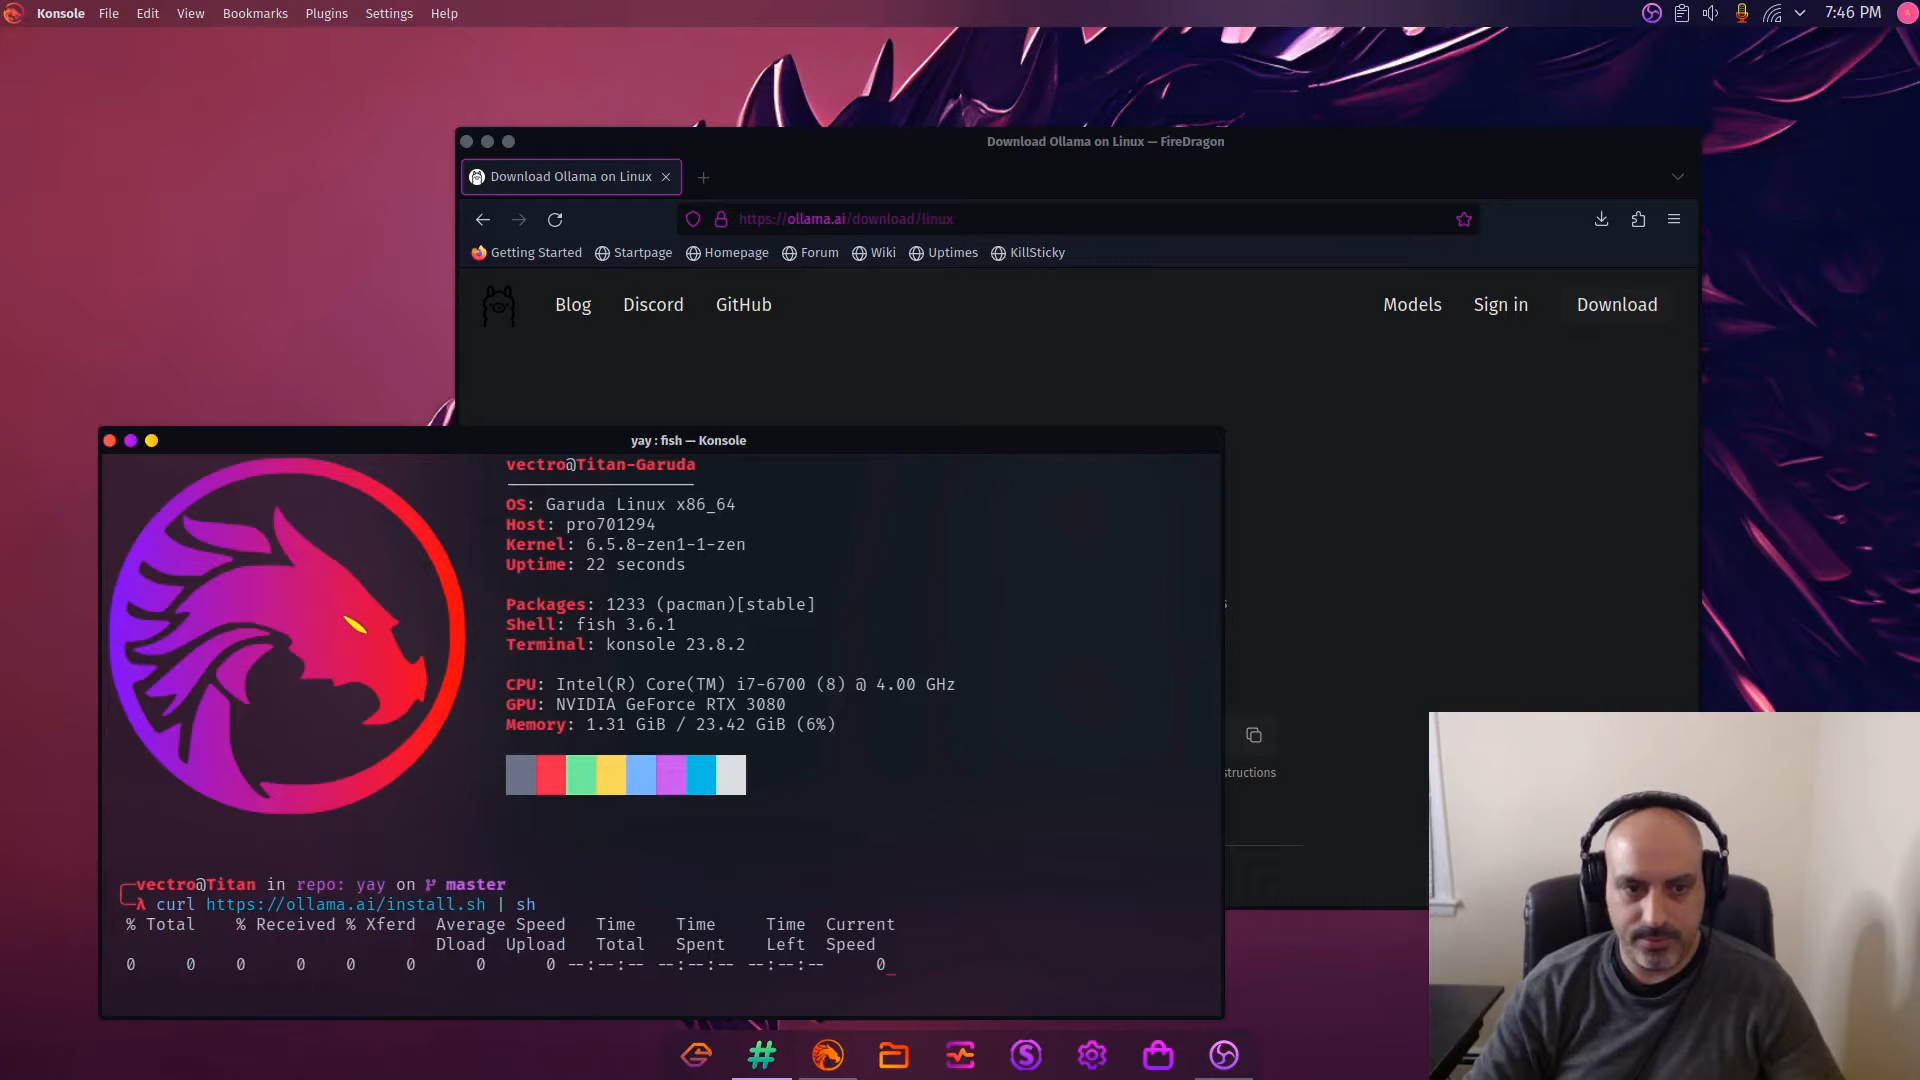 Konsole File Edit View Bookmarks Plugins Settings Help
7:46 PM
Download Ollama on Linux — FireDragon
Download Ollama on Linux
https://ollama.ai/download/linux
Getting Started Startpage Homepage Forum Wiki Uptimes KillSticky
Blog Discord GitHub Models Sign in Download
structions
yay : fish — Konsole
vectro@Titan-Garuda
OS: Garuda Linux x86_64
Host: pro701294
Kernel: 6.5.8-zen1-1-zen
Uptime: 22 seconds
Packages: 1233 (pacman)[stable]
Shell: fish 3.6.1
Terminal: konsole 23.8.2
CPU: Intel(R) Core(TM) i7-6700 (8) @ 4.00 GHz
GPU: NVIDIA GeForce RTX 3080
Memory: 1.31 GiB / 23.42 GiB (6%)
vectro@Titan in repo: yay on master
λ curl https://ollama.ai/install.sh | sh
% Total % Received % Xferd Average Speed Time Time Time Current
Dload Upload Total Spent Left Speed
0 0 0 0 0 0 0 0 --:--:-- --:--:-- --:--:-- 0